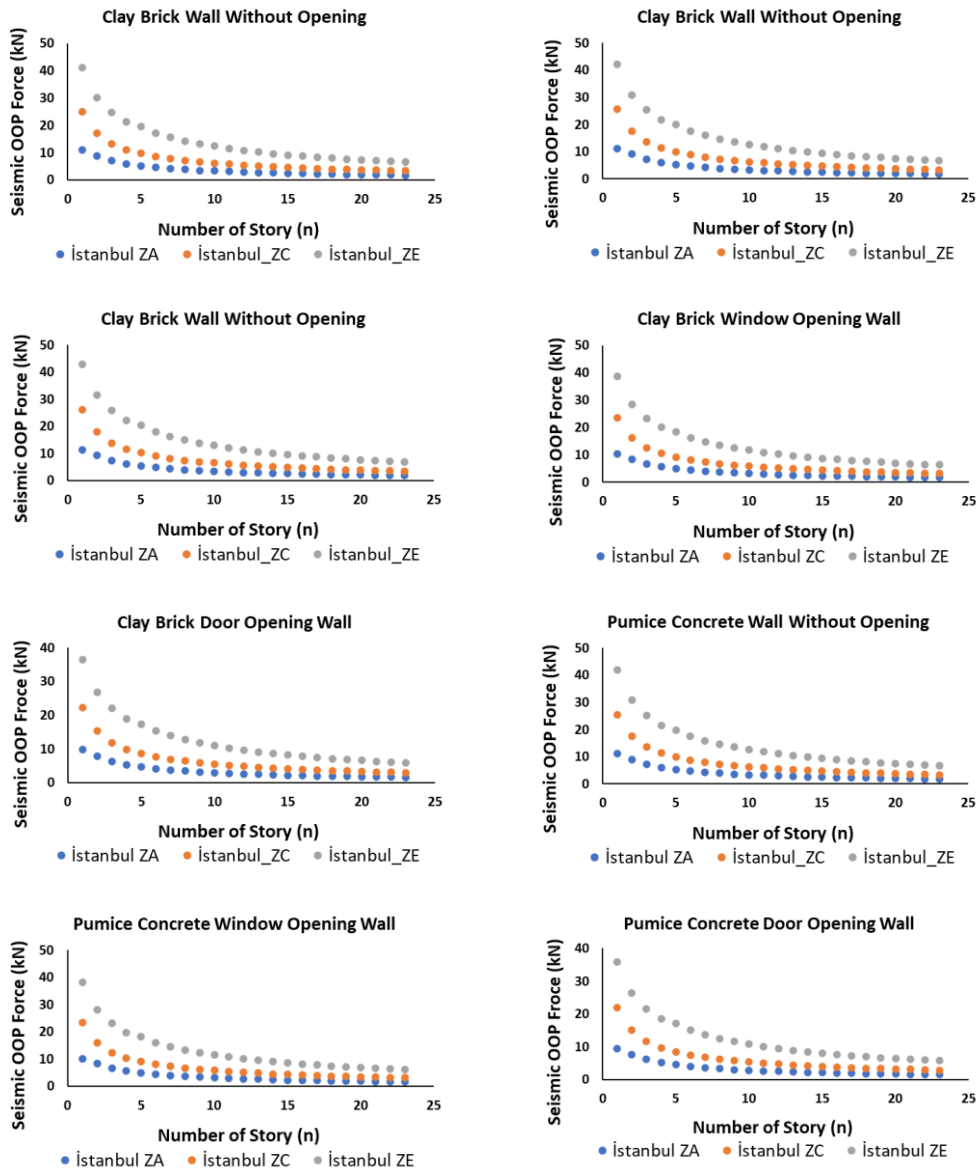 Clay Brick Wall Without Opening
Seismic OOP Force (kN)
50
40
30
20
10
0
0 5 10 15 20 25
Number of Story (n)
İstanbul ZA İstanbul_ZC İstanbul_ZE
Clay Brick Wall Without Opening
Seismic OOP Force (kN)
50
40
30
20
10
0
0 5 10 15 20 25
Number of Story (n)
İstanbul ZA İstanbul_ZC İstanbul_ZE
Clay Brick Wall Without Opening
Seismic OOP Force (kN)
50
40
30
20
10
0
0 5 10 15 20 25
Number of Story (n)
İstanbul ZA İstanbul_ZC İstanbul_ZE
Clay Brick Window Opening Wall
Seismic OOP Force (kN)
50
40
30
20
10
0
0 5 10 15 20 25
Number of Story (n)
İstanbul ZA İstanbul ZC İstanbul ZE
Clay Brick Door Opening Wall
Seismic OOP Froce (kN)
40
30
20
10
0
0 5 10 15 20 25
Number of Story (n)
İstanbul ZA İstanbul_ZC İstanbul_ZE
Pumice Concrete Wall Without Opening
Seismic OOP Force (kN)
50
40
30
20
10
0
0 5 10 15 20 25
Number of Story (n)
İstanbul ZA İstanbul_ZC İstanbul_ZE
Pumice Concrete Window Opening Wall
Seismic OOP Force (kN)
50
40
30
20
10
0
0 5 10 15 20 25
Number of Story (n)
İstanbul ZA İstanbul ZC İstanbul ZE
Pumice Concrete Door Opening Wall
Seismic OOP Froce (kN)
40
30
20
10
0
0 5 10 15 20 25
Number of Story (n)
İstanbul ZA İstanbul ZC İstanbul ZE